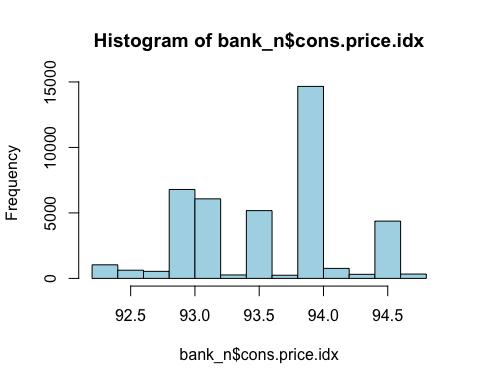 Histogram of bank_n$cons.price.idx
Frequency
15000
10000
5000
0
92.5 93.0 93.5 94.0 94.5
bank_n$cons.price.idx